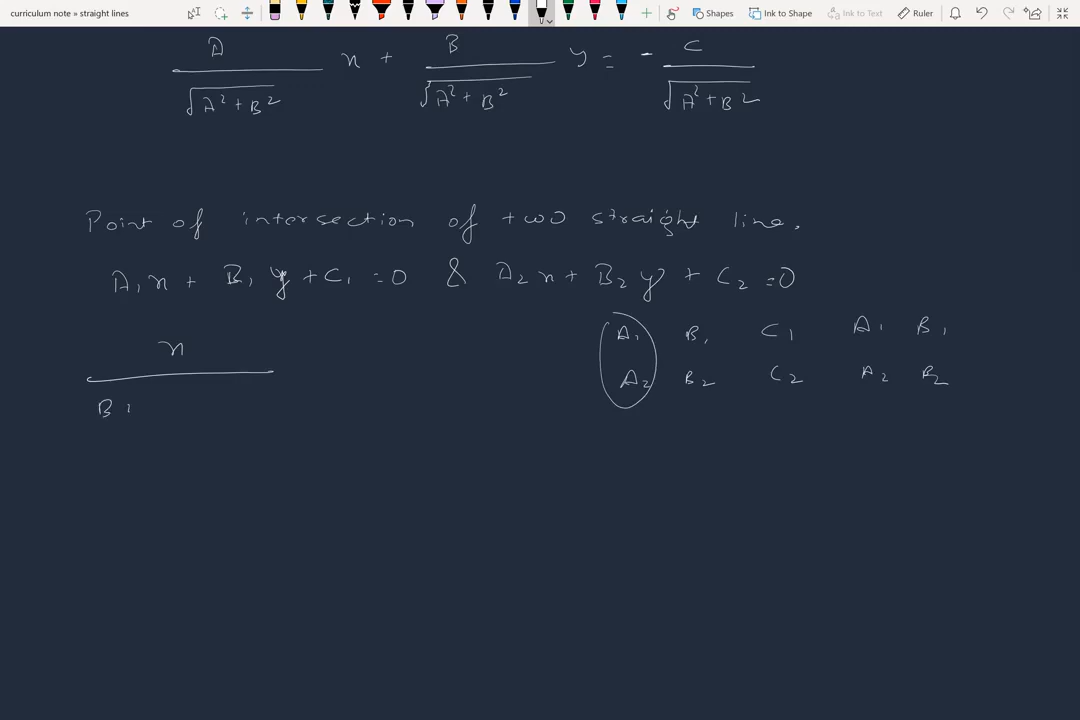 curriculum note » straight lines
Shapes Ink to Shape Ink to Text Ruler
A/√(A² + B²) x + B/√(A² + B²) y = - C/√(A² + B²)
Point of intersection of two straight line.
A₁x + B₁y + C₁ = 0 & A₂x + B₂y + C₂ = 0
A₁ B₁ C₁ A₁ B₁
x
A₂ B₂ C₂ A₂ B₂
B